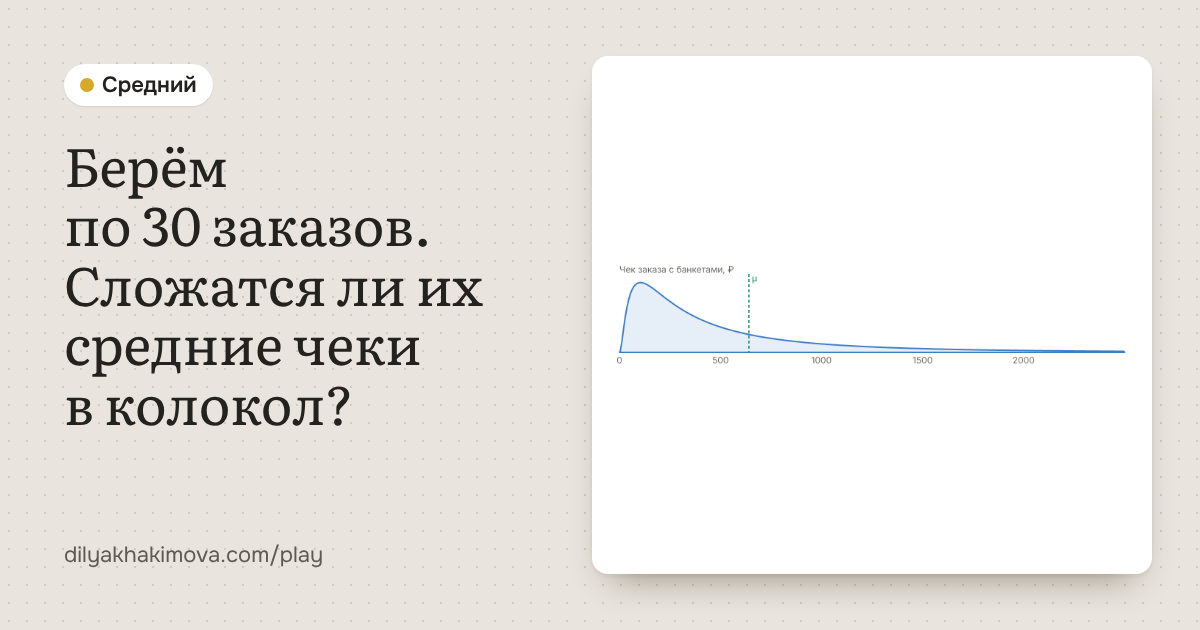 Средний
Берём
по 30 заказов.
Сложатся ли их
средние чеки
в колокол?
dilyakhakimova.com/play
Чек заказа с банкетами, ₽
μ
0 500 1000 1500 2000